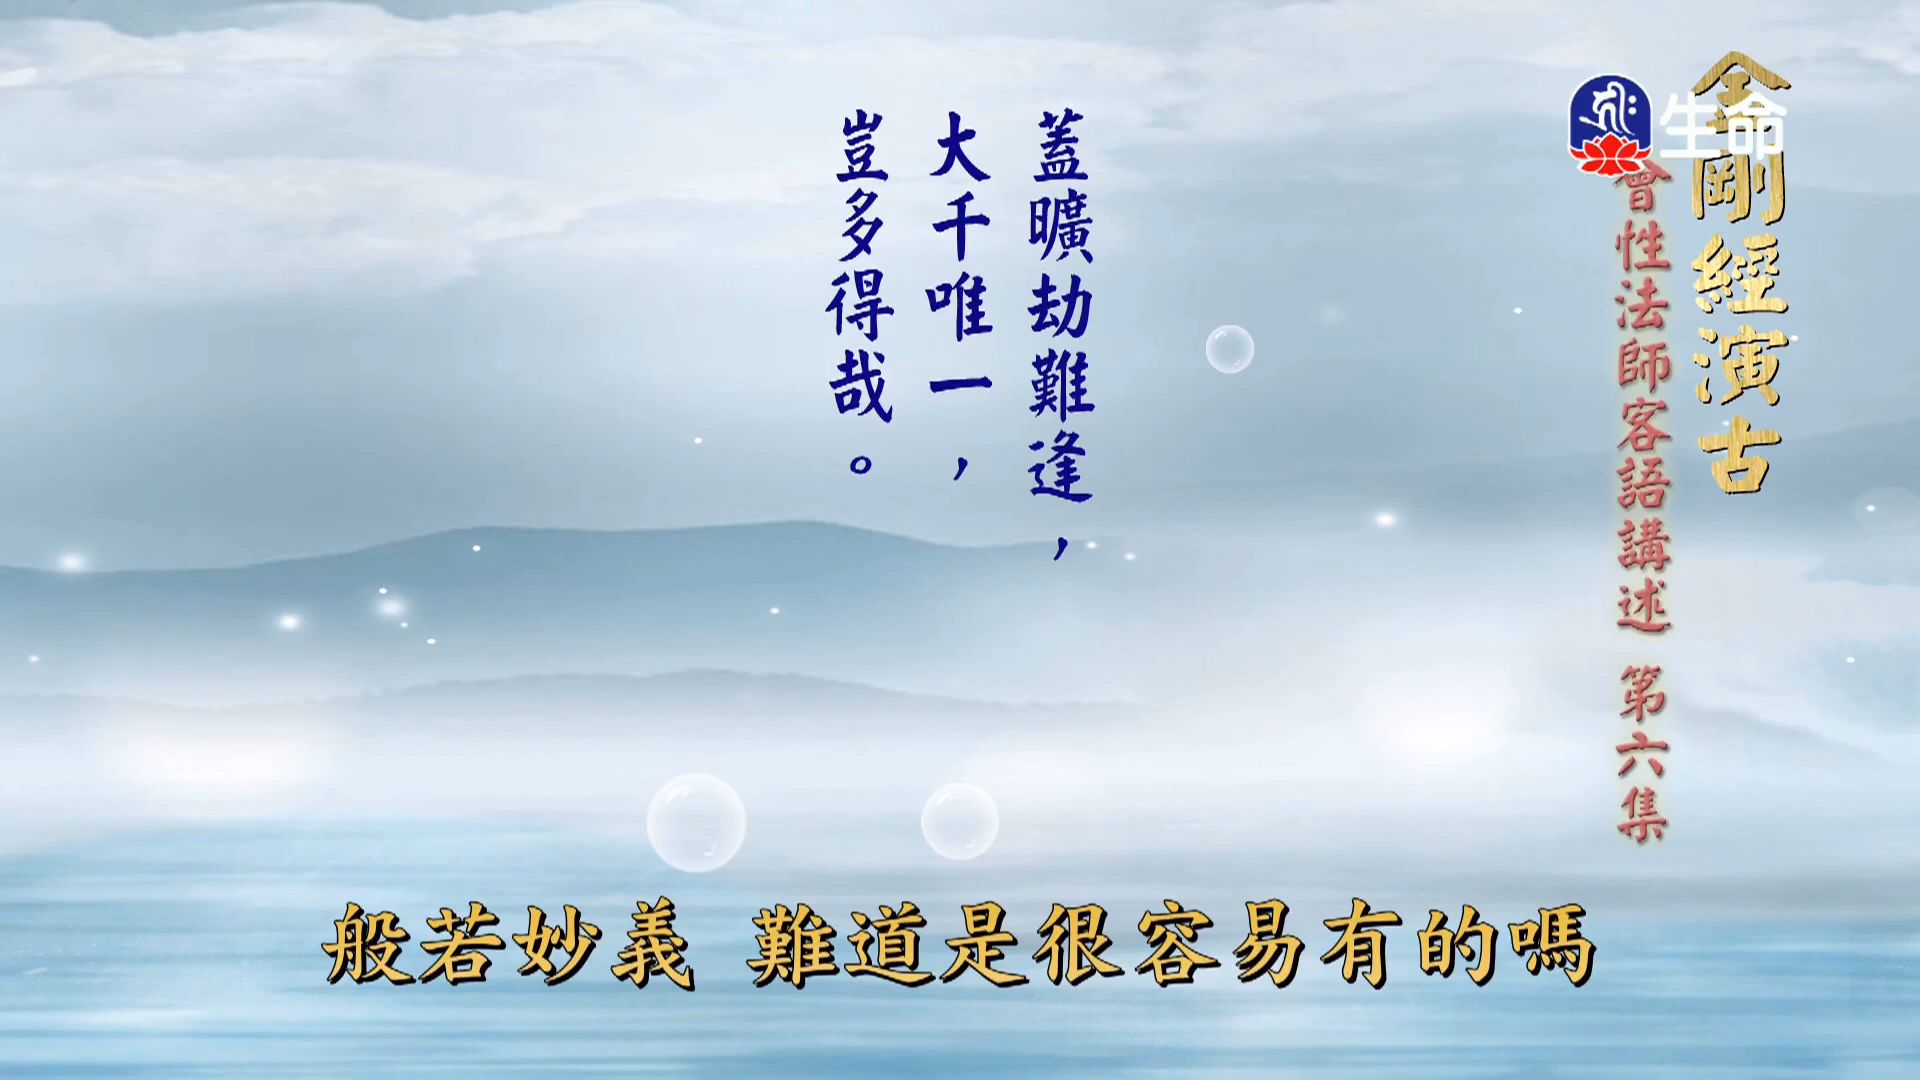 金剛經演古
會性法師客語講述 第六集
生命
蓋曠劫難逢，
大千唯一，
豈多得哉。
般若妙義 難道是很容易有的嗎